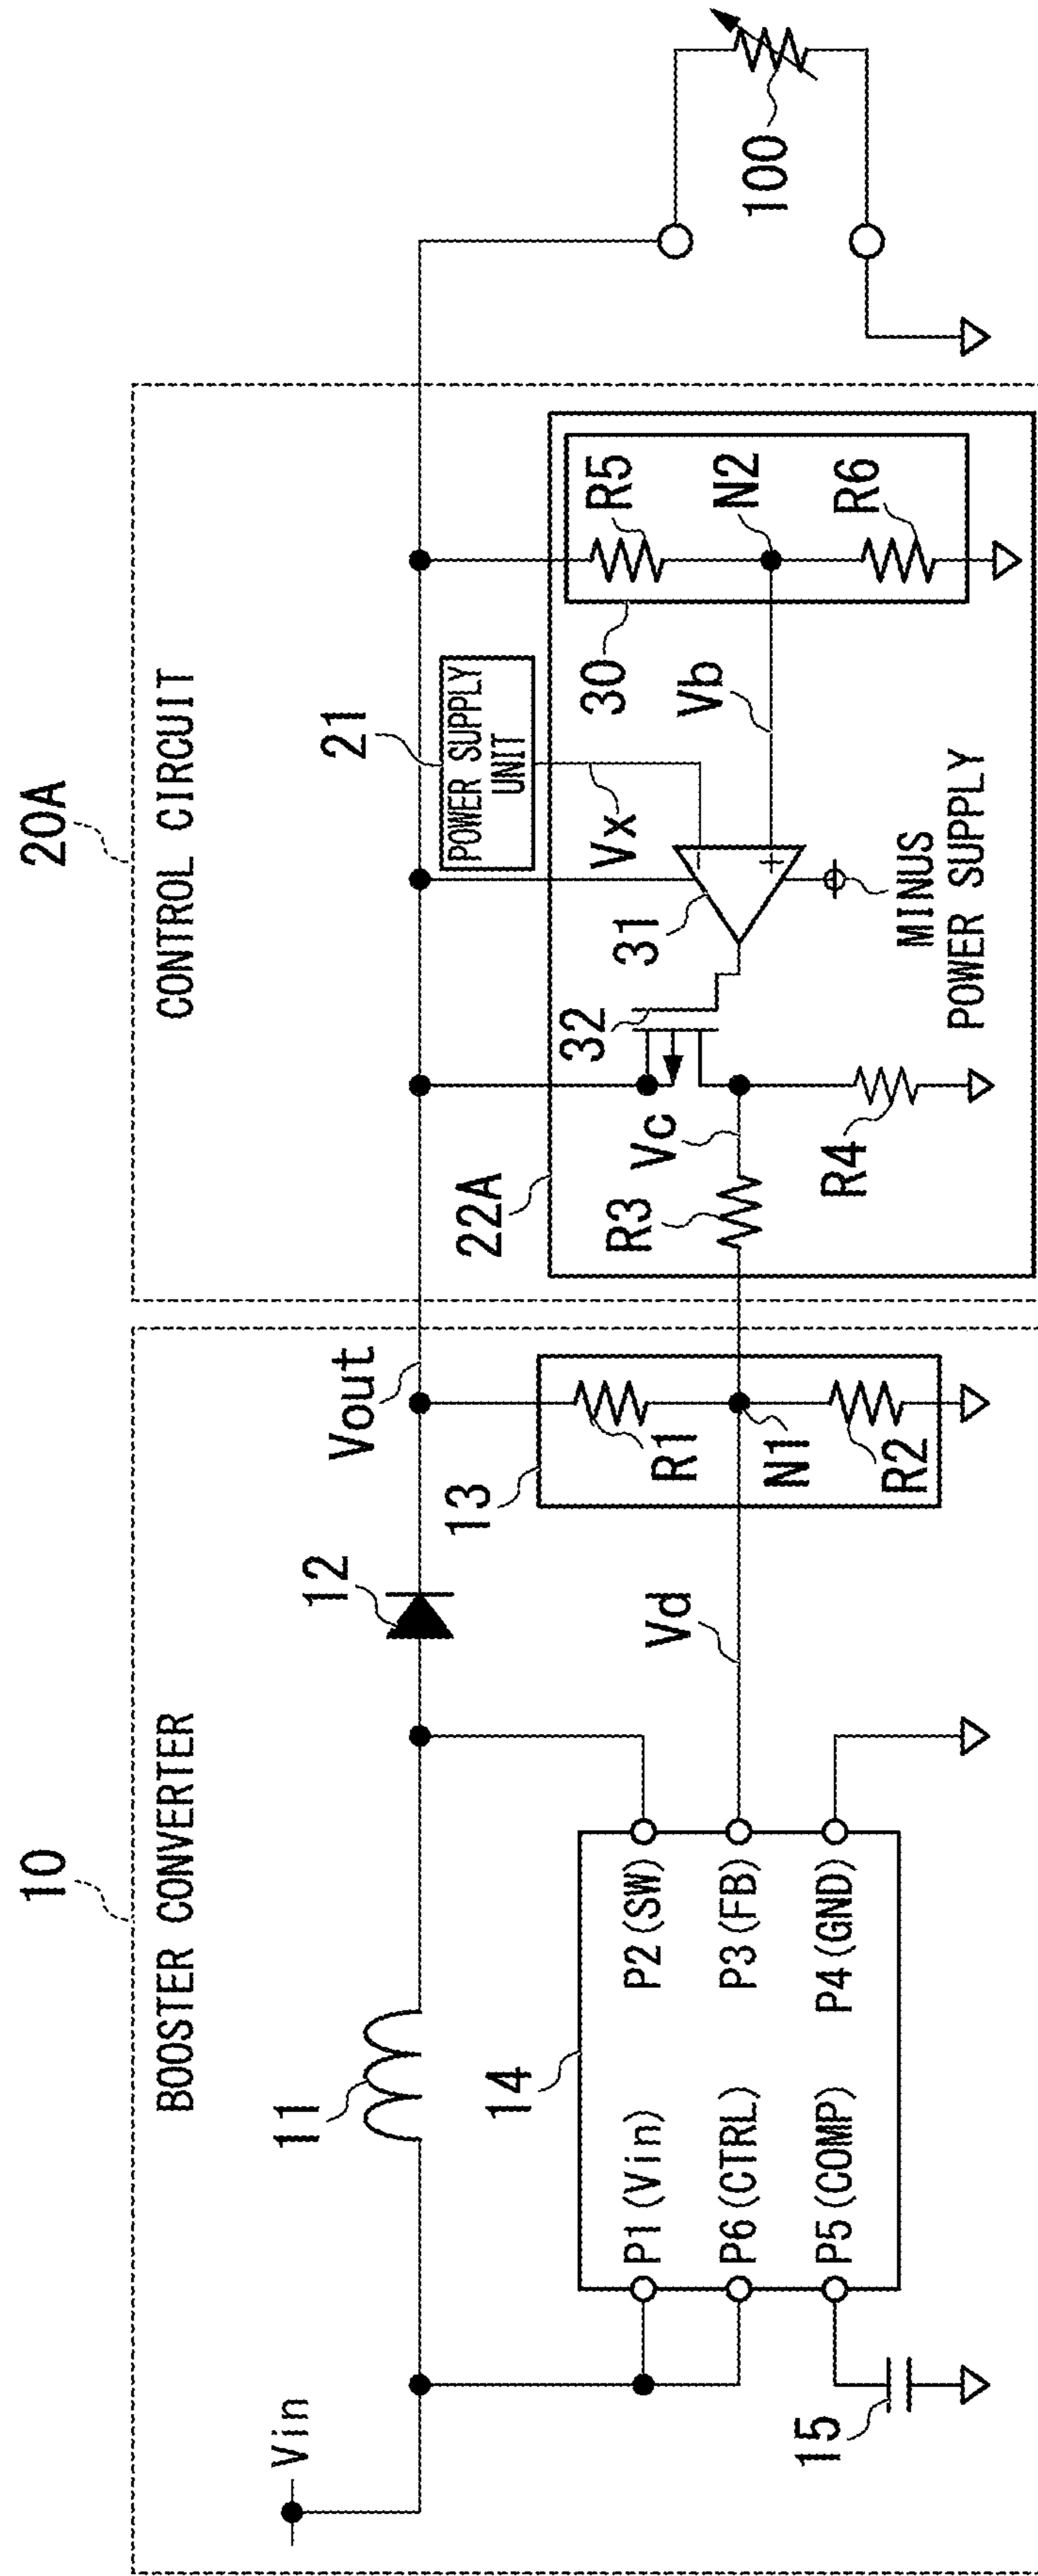 10
BOOSTER CONVERTER
Vin
11
12
Vout
13
R1
N1
R2
Vd
14
P1(Vin)
P2(SW)
P6(CTRL)
P3(FB)
P5(COMP)
P4(GND)
15
20A
CONTROL CIRCUIT
21
POWER SUPPLY
UNIT
22A
R3
Vc
32
R4
31
Vx
Vb
30
R5
N2
R6
MINUS
POWER SUPPLY
100